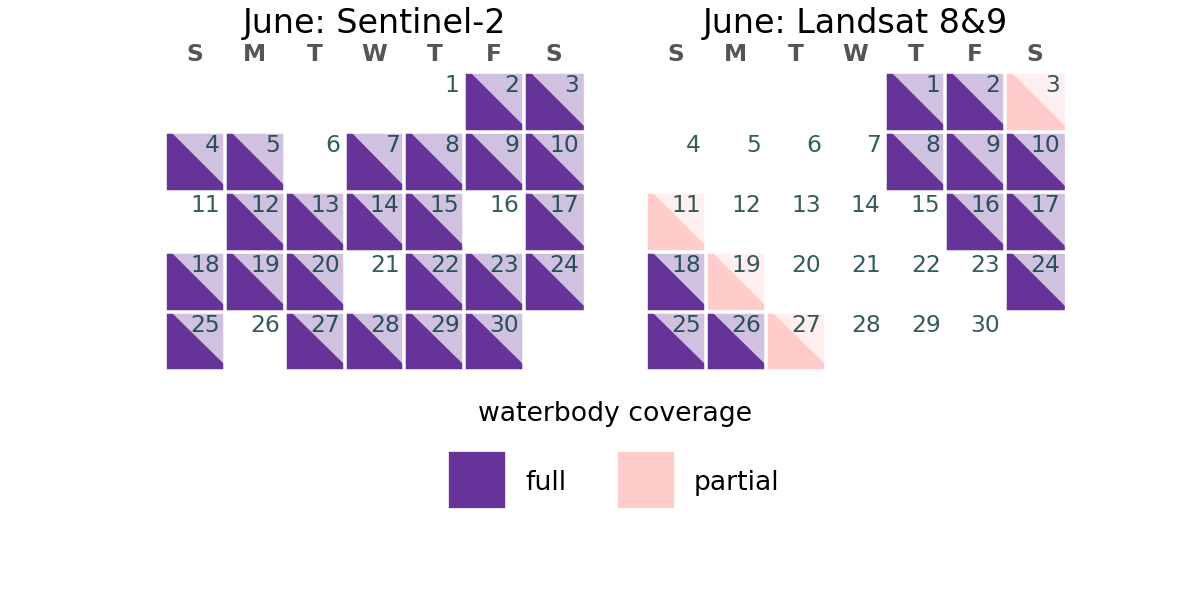 June: Sentinel-2
S M T W T F S
1 2 3
4 5 6 7 8 9 10
11 12 13 14 15 16 17
18 19 20 21 22 23 24
25 26 27 28 29 30
June: Landsat 8&9
S M T W T F S
1 2 3
4 5 6 7 8 9 10
11 12 13 14 15 16 17
18 19 20 21 22 23 24
25 26 27 28 29 30
waterbody coverage
full
partial